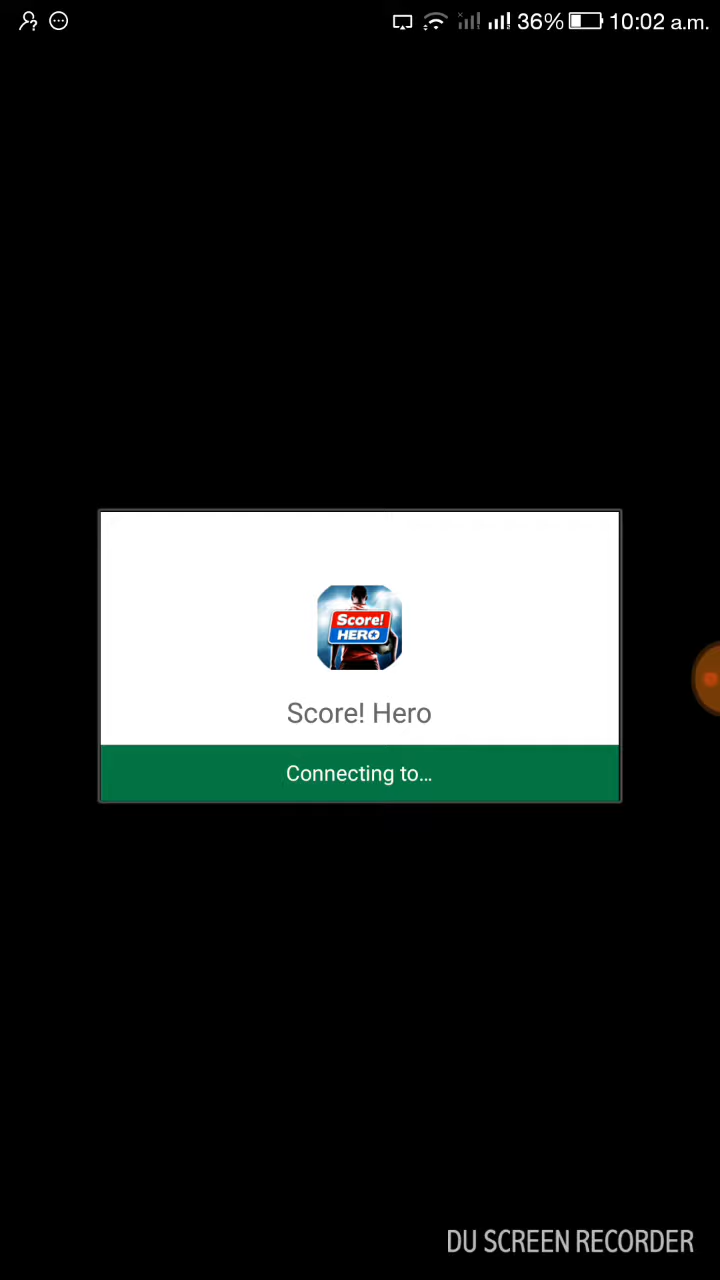 36% 10:02 a.m.
Score!
HERO
Score! Hero
Connecting to...
DU SCREEN RECORDER